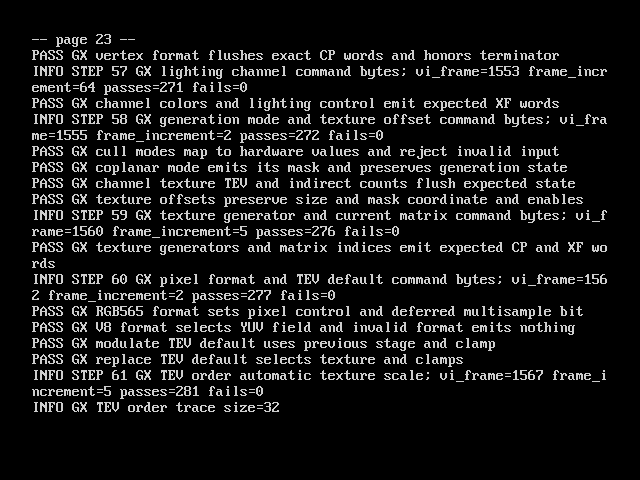 -- page 23 --
PASS GX vertex format flushes exact CP words and honors terminator
INFO STEP 57 GX lighting channel command bytes; vi_frame=1553 frame_incr
ement=64 passes=271 fails=0
PASS GX channel colors and lighting control emit expected XF words
INFO STEP 58 GX generation mode and texture offset command bytes; vi_fra
me=1555 frame_increment=2 passes=272 fails=0
PASS GX cull modes map to hardware values and reject invalid input
PASS GX coplanar mode emits its mask and preserves generation state
PASS GX channel texture TEV and indirect counts flush expected state
PASS GX texture offsets preserve size and mask coordinate and enables
INFO STEP 59 GX texture generator and current matrix command bytes; vi_f
rame=1560 frame_increment=5 passes=276 fails=0
PASS GX texture generators and matrix indices emit expected CP and XF wo
rds
INFO STEP 60 GX pixel format and TEV default command bytes; vi_frame=156
2 frame_increment=2 passes=277 fails=0
PASS GX RGB565 format sets pixel control and deferred multisample bit
PASS GX V8 format selects YUV field and invalid format emits nothing
PASS GX modulate TEV default uses previous stage and clamp
PASS GX replace TEV default selects texture and clamps
INFO STEP 61 GX TEV order automatic texture scale; vi_frame=1567 frame_i
ncrement=5 passes=281 fails=0
INFO GX TEV order trace size=32